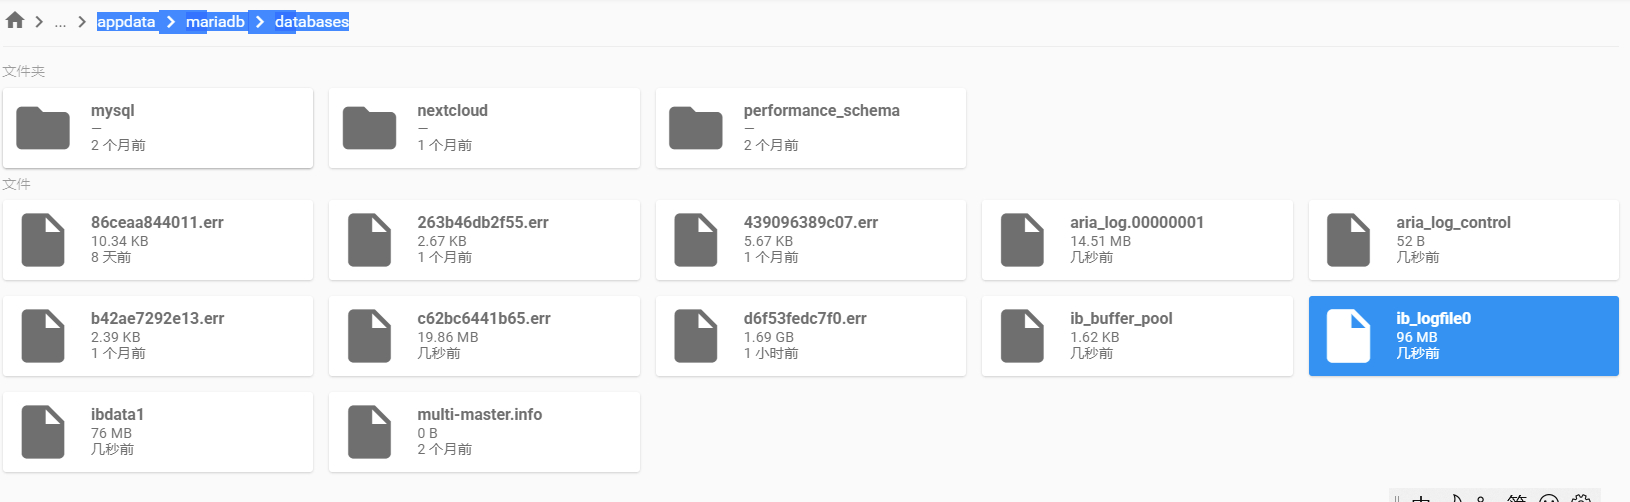 ... appdata mariadb databases
文件夹
mysql
—
2 个月前
nextcloud
—
1 个月前
performance_schema
—
2 个月前
文件
86ceaa844011.err
10.34 KB
8 天前
263b46db2f55.err
2.67 KB
1 个月前
439096389c07.err
5.67 KB
1 个月前
aria_log.00000001
14.51 MB
几秒前
aria_log_control
52 B
几秒前
b42ae7292e13.err
2.39 KB
1 个月前
c62bc6441b65.err
19.86 MB
几秒前
d6f53fedc7f0.err
1.69 GB
1 小时前
ib_buffer_pool
1.62 KB
几秒前
ib_logfile0
96 MB
几秒前
ibdata1
76 MB
几秒前
multi-master.info
0 B
2 个月前